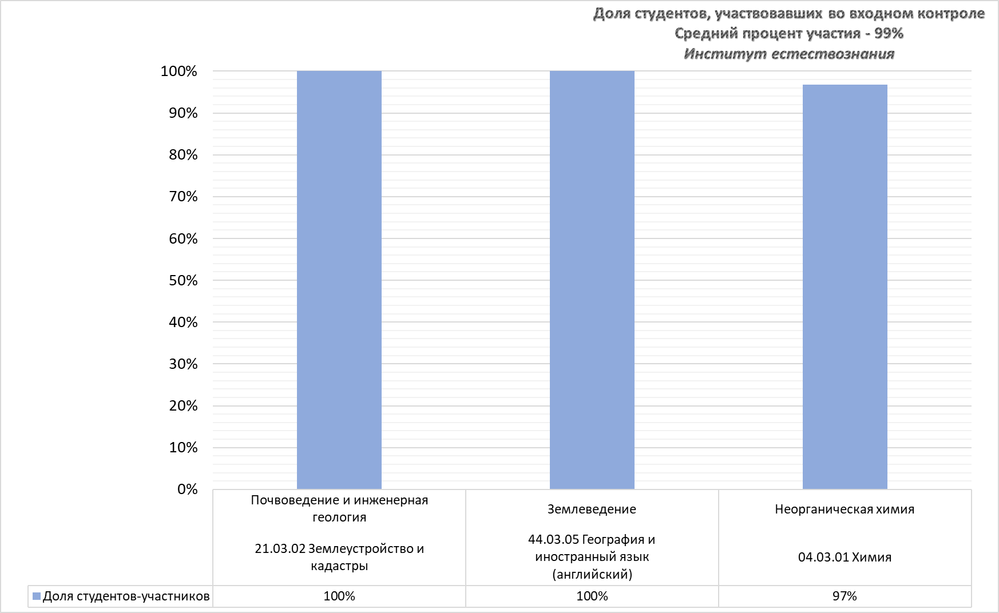 Доля студентов, участвовавших во входном контроле
Средний процент участия - 99%
Институт естествознания
100%
90%
80%
70%
60%
50%
40%
30%
20%
10%
0%
Почвоведение и инженерная
геология
21.03.02 Землеустройство и
кадастры
Землеведение
44.03.05 География и
иностранный язык
(английский)
Неорганическая химия
04.03.01 Химия
Доля студентов-участников
100%
100%
97%